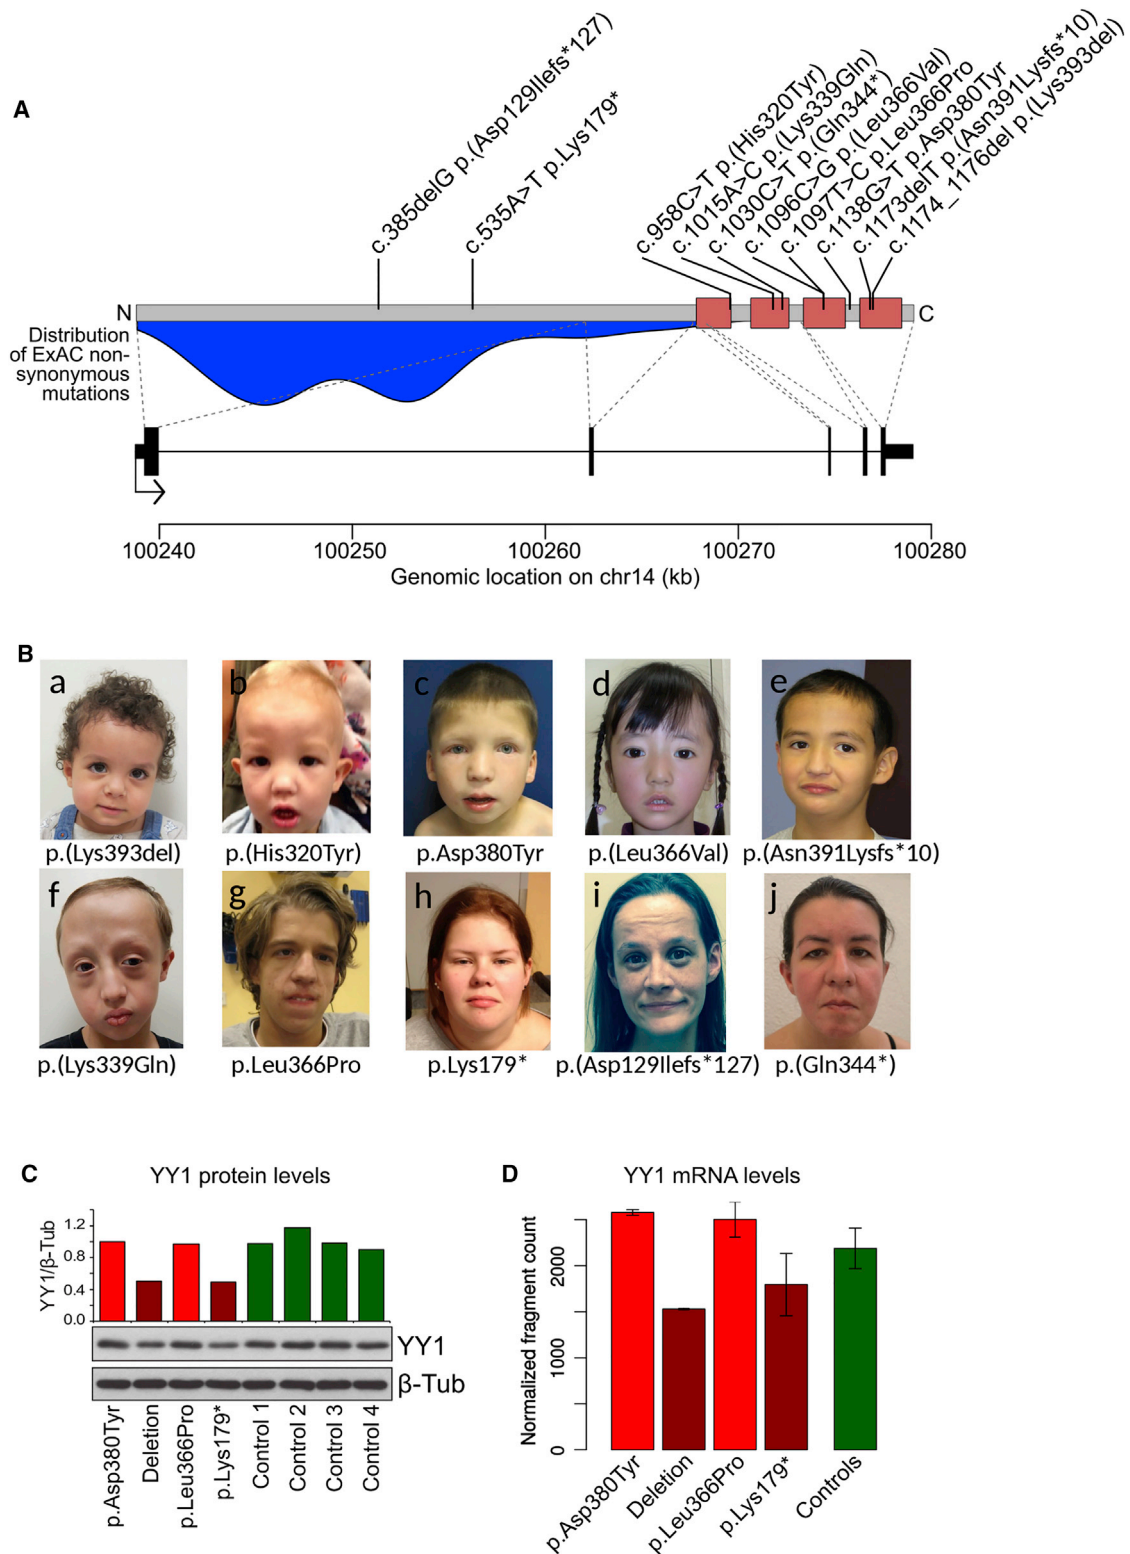 A
c.385delG p.(Asp129Ilefs*127)
c.535A>T p.Lys179*
c.958C>T p.(His320Tyr)
c.1015A>C p.(Lys339Gln)
c.1030C>T p.(Gln344*)
c.1096C>G p.(Leu366Val)
c.1097T>C p.Leu366Pro
c.1138G>T p.Asp380Tyr
c.1173delT p.(Asn391Lysfs*10)
c.1174_1176del p.(Lys393del)
N
C
Distribution
of ExAC non-
synonymous
mutations
100240 100250 100260 100270 100280
Genomic location on chr14 (kb)
B
a b c d e
p.(Lys393del) p.(His320Tyr) p.Asp380Tyr p.(Leu366Val) p.(Asn391Lysfs*10)
f g h i j
p.(Lys339Gln) p.Leu366Pro p.Lys179* p.(Asp129Ilefs*127) p.(Gln344*)
C
YY1 protein levels
YY1/β-Tub
1.2
0.8
0.4
0.0
YY1
β-Tub
p.Asp380Tyr
Deletion
p.Leu366Pro
p.Lys179*
Control 1
Control 2
Control 3
Control 4
D
YY1 mRNA levels
Normalized fragment count
2000
1000
0
p.Asp380Tyr
Deletion
p.Leu366Pro
p.Lys179*
Controls